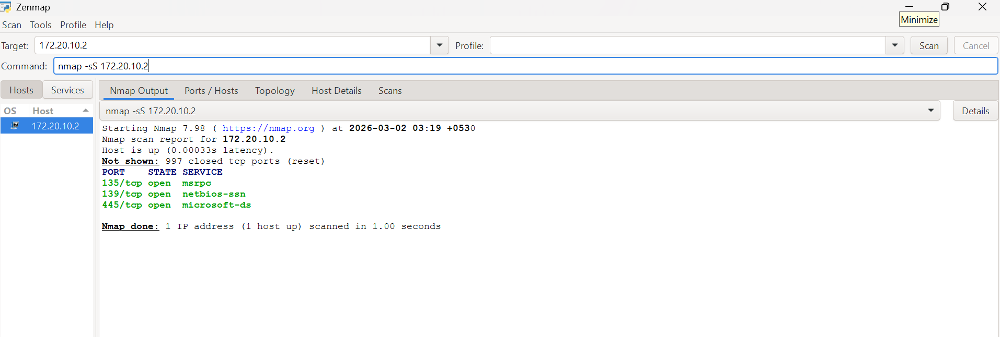 Zenmap
Minimize
Scan Tools Profile Help
Target: 172.20.10.2 Profile: Scan Cancel
Command: nmap -sS 172.20.10.2
Hosts Services Nmap Output Ports / Hosts Topology Host Details Scans
OS Host nmap -sS 172.20.10.2 Details
172.20.10.2
Starting Nmap 7.98 ( https://nmap.org ) at 2026-03-02 03:19 +0530
Nmap scan report for 172.20.10.2
Host is up (0.00033s latency).
Not shown: 997 closed tcp ports (reset)
PORT STATE SERVICE
135/tcp open msrpc
139/tcp open netbios-ssn
445/tcp open microsoft-ds
Nmap done: 1 IP address (1 host up) scanned in 1.00 seconds